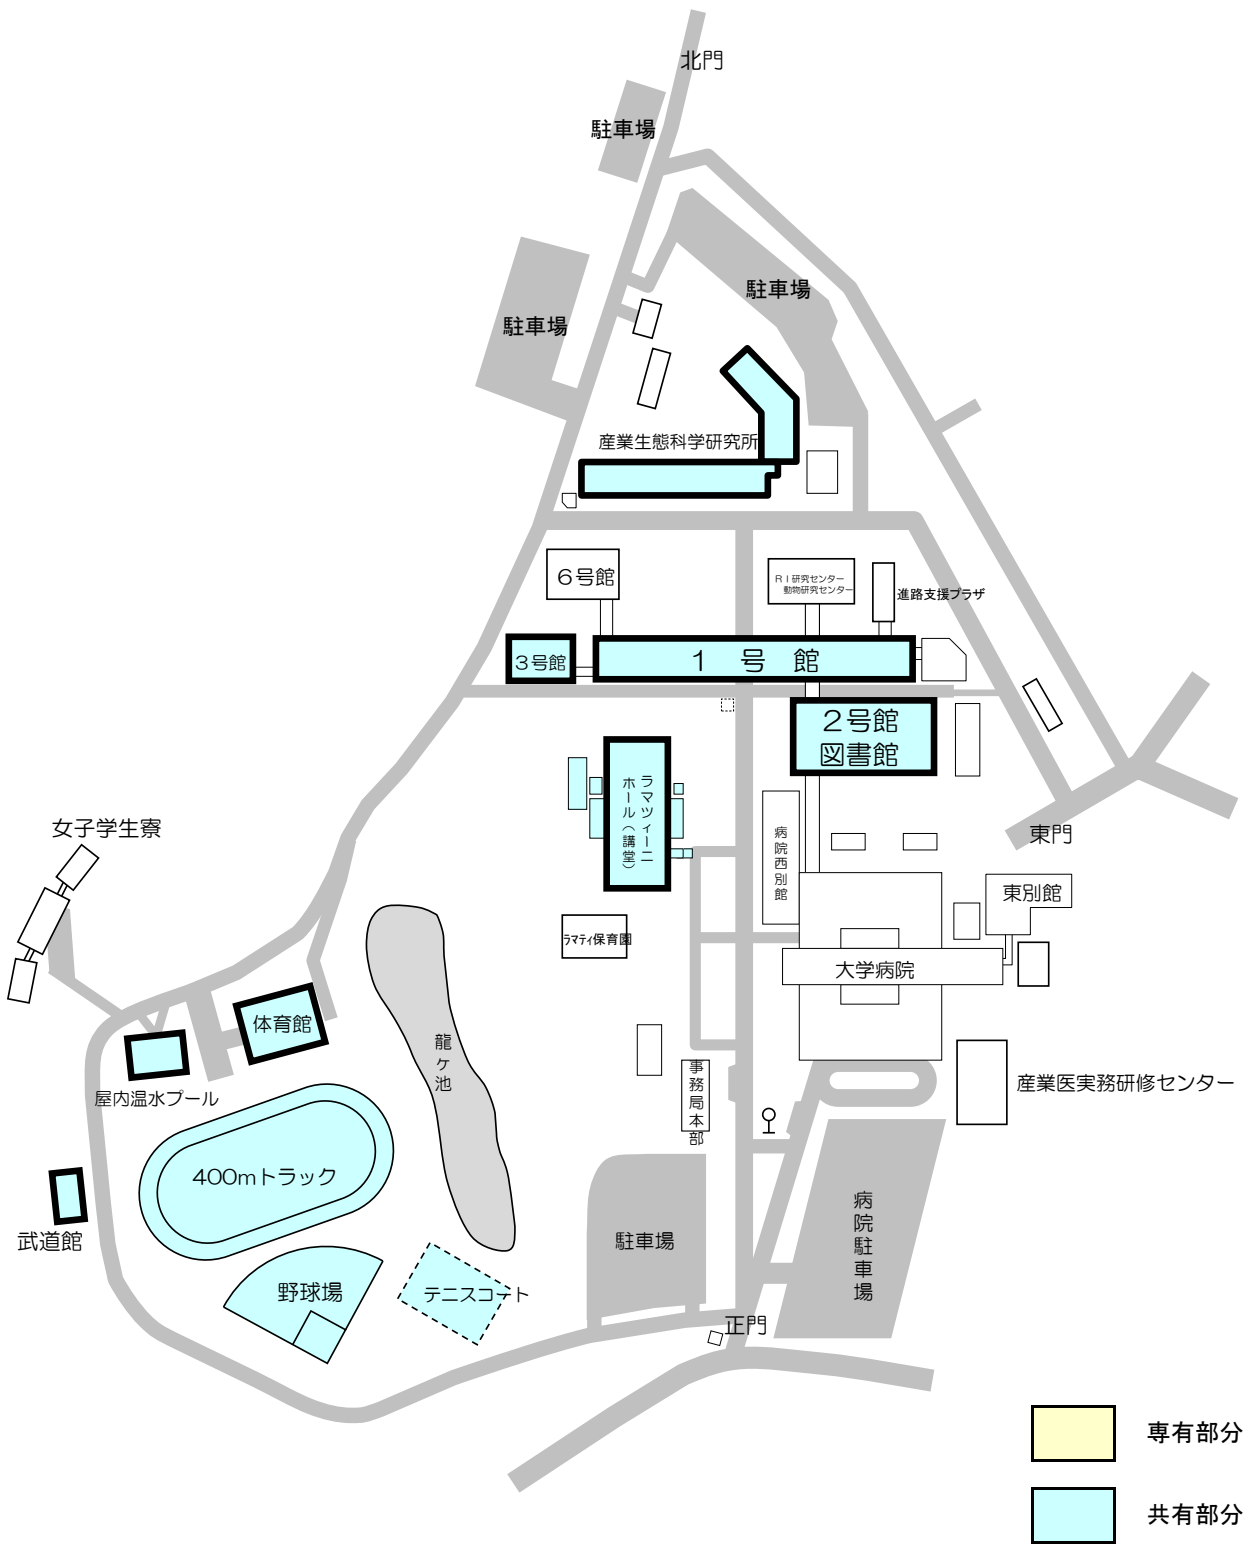 北門
駐車場
駐車場
駐車場
産業生態科学研究所
6号館
RI研究センター
動物研究センター
進路支援プラザ
3号館
1号館
2号館
図書館
ラマツィーニ
ホール(講堂)
女子学生寮
東門
病院西別館
東別館
ラマティ保育園
大学病院
体育館
龍ヶ池
屋内温水プール
事務局本部
産業医実務研修センター
400mトラック
武道館
駐車場
病院駐車場
野球場
テニスコート
正門
専有部分
共有部分